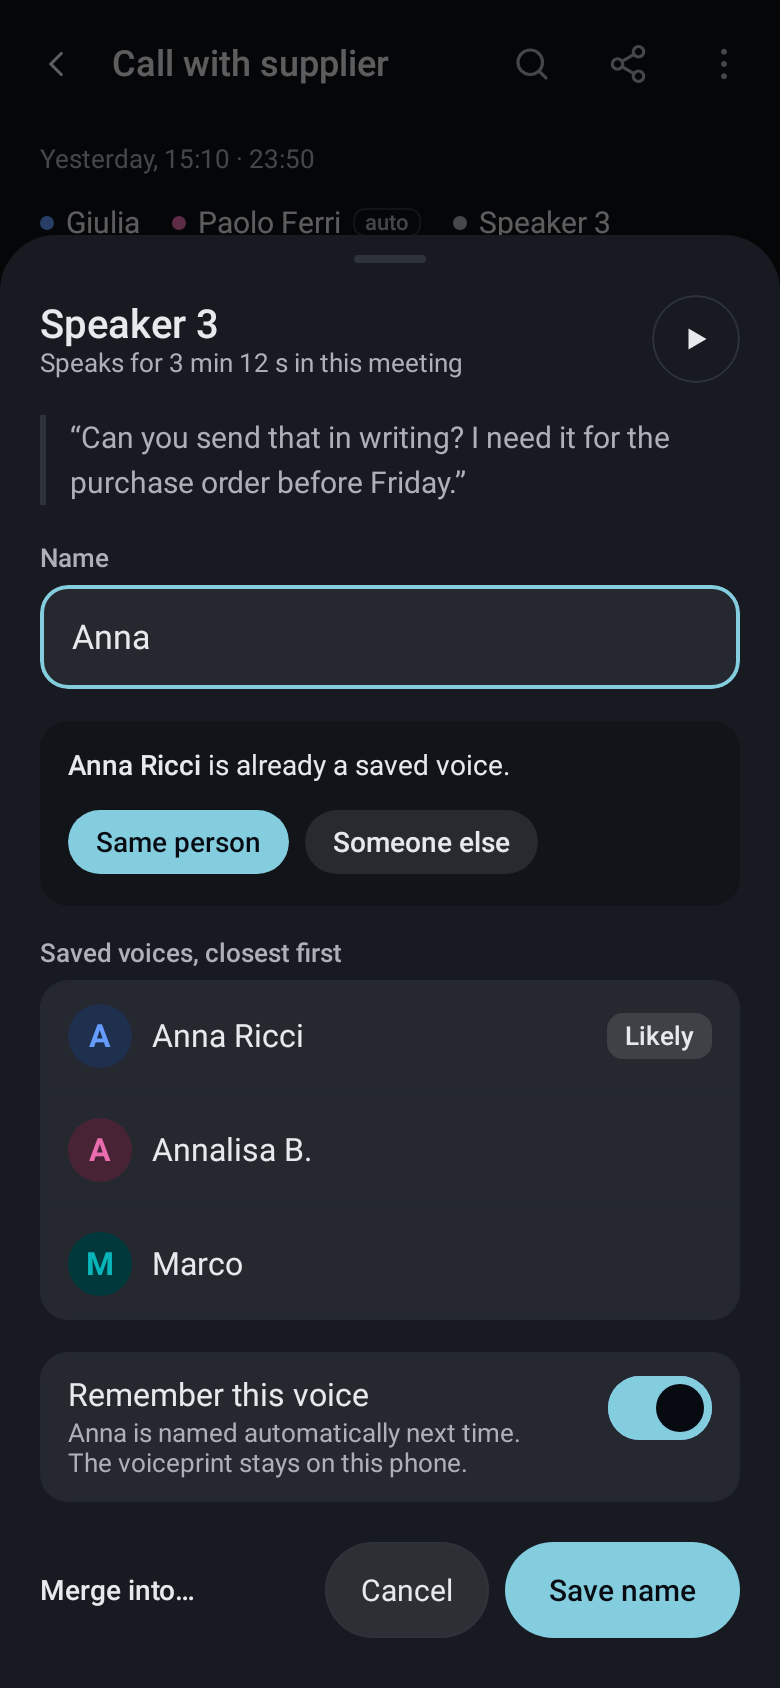 Call with supplier
Yesterday, 15:10 · 23:50
Giulia Paolo Ferri auto Speaker 3
Speaker 3
Speaks for 3 min 12 s in this meeting
“Can you send that in writing? I need it for the
purchase order before Friday.”
Name
Anna
Anna Ricci is already a saved voice.
Same person Someone else
Saved voices, closest first
A Anna Ricci Likely
A Annalisa B.
M Marco
Remember this voice
Anna is named automatically next time.
The voiceprint stays on this phone.
Merge into… Cancel Save name